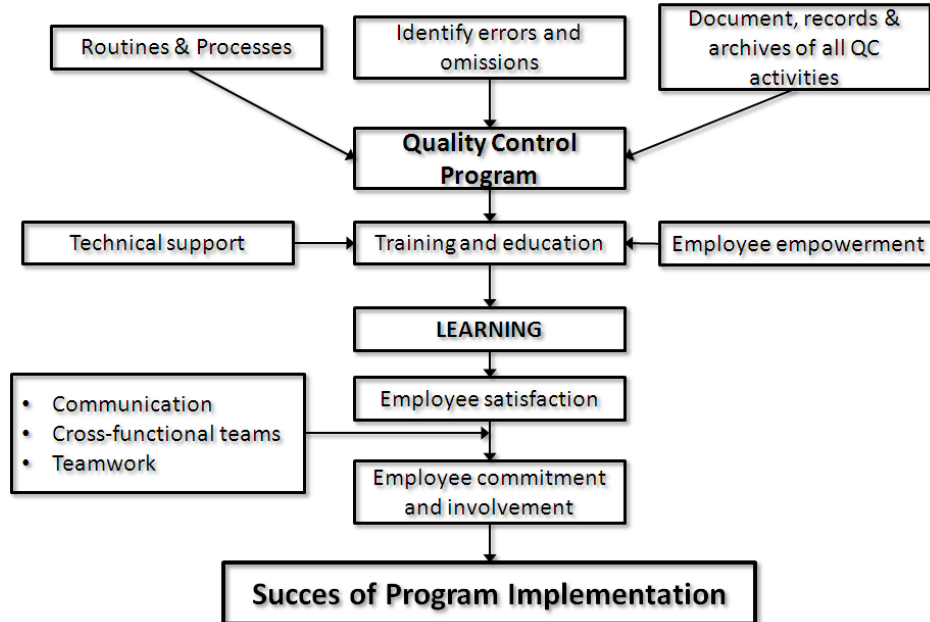 Routines & Processes
Identify errors and
omissions
Document, records &
archives of all QC
activities
Quality Control
Program
Technical support
Training and education
Employee empowerment
LEARNING
Employee satisfaction
• Communication
• Cross-functional teams
• Teamwork
Employee commitment
and involvement
Succes of Program Implementation